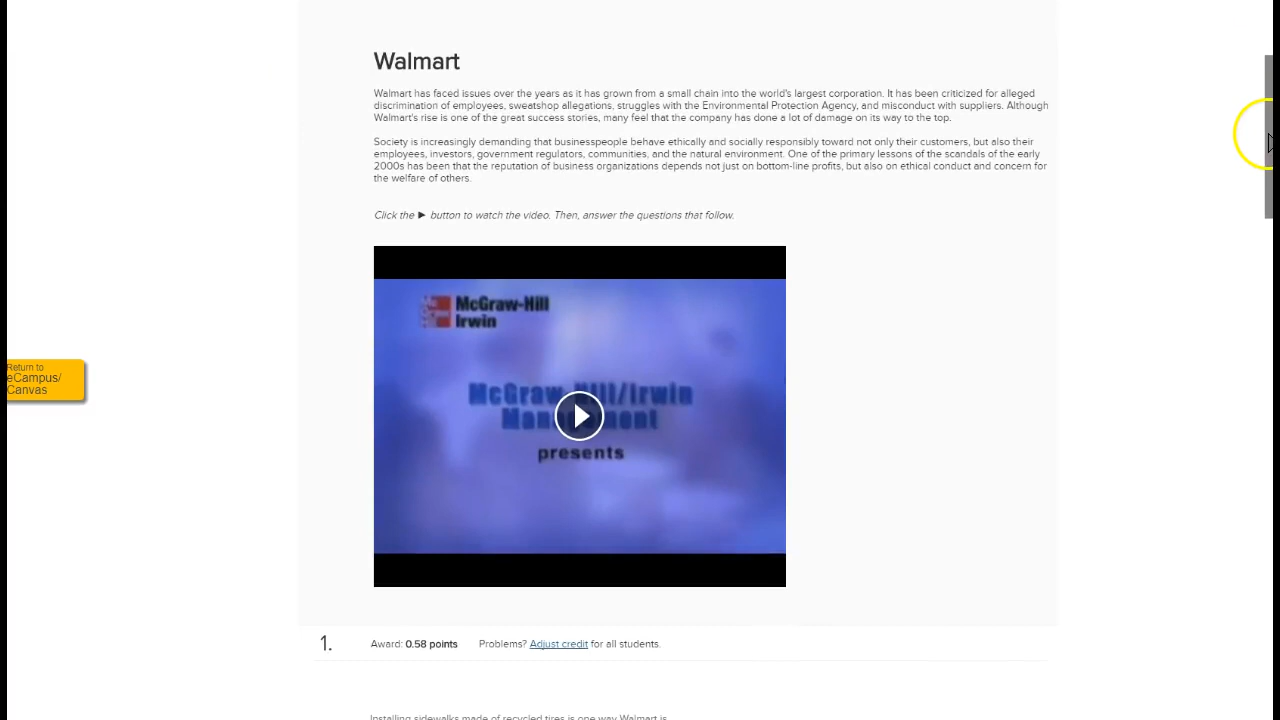 Walmart
Walmart has faced issues over the years as it has grown from a small chain into the world's largest corporation. It has been criticized for alleged
discrimination of employees, sweatshop allegations, struggles with the Environmental Protection Agency, and misconduct with suppliers. Although
Walmart's rise is one of the great success stories, many feel that the company has done a lot of damage on its way to the top.
Society is increasingly demanding that businesspeople behave ethically and socially responsibly toward not only their customers, but also their
employees, investors, government regulators, communities, and the natural environment. One of the primary lessons of the scandals of the early
2000s has been that the reputation of business organizations depends not just on bottom-line profits, but also on ethical conduct and concern for
the welfare of others.
Click the ► button to watch the video. Then, answer the questions that follow.
McGraw-Hill
Irwin
McGraw-Hill/Irwin
Management
presents
Return to
eCampus/
Canvas
1.
Award: 0.58 points Problems? Adjust credit for all students.
Installing sidewalks made of recycled tires is one way Walmart is